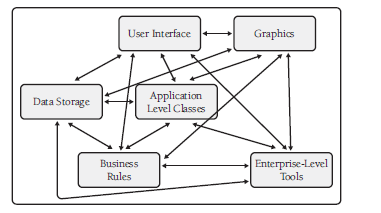 User Interface
Graphics
Data Storage
Application
Level Classes
Business
Rules
Enterprise-Level
Tools